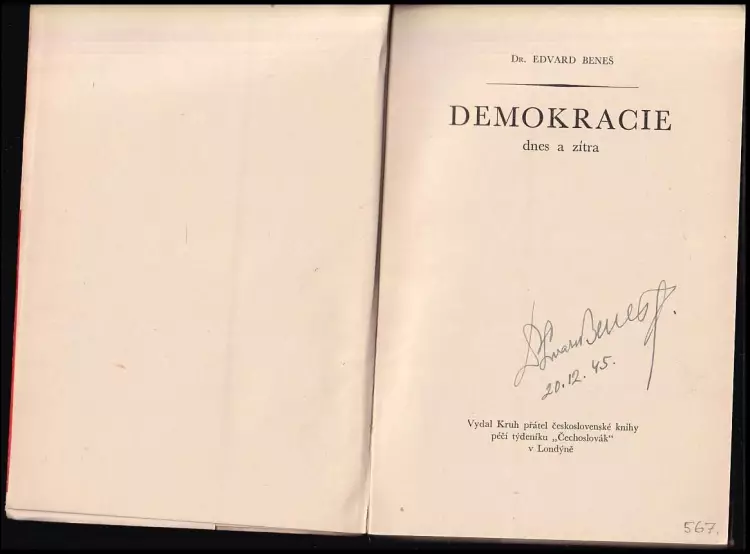 Dr. EDVARD BENEŠ
DEMOKRACIE
dnes a zítra
Dr Edvard Beneš
20.12.45.
Vydal Kruh přátel československé knihy
péčí týdeníku „Čechoslovák"
v Londýně
567.